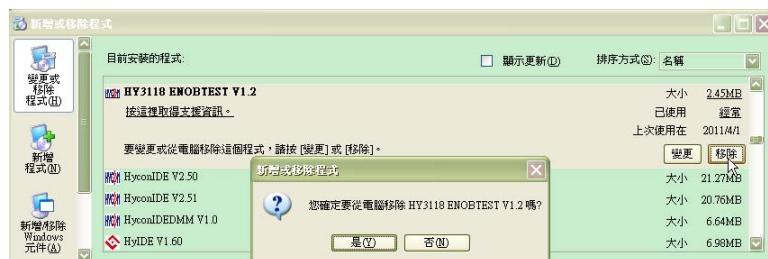 新增或移除程式
變更或
移除
程式(H)
新增
程式(N)
新增/移除
Windows
元件(A)
目前安裝的程式:
顯示更新(D)
排序方式(S): 名稱
HY3118 ENOBTEST V1.2
大小 2.45MB
按這裡取得支援資訊。
已使用 經常
上次使用在 2011/4/1
要變更或從電腦移除這個程式，請按 [變更] 或 [移除]。
變更 移除
HyconIDE V2.50 大小 21.27MB
HyconIDE V2.51 大小 20.76MB
HyconIDEDMM V1.0 大小 6.64MB
HyIDE V1.60 大小 6.98MB
新增或移除程式
您確定要從電腦移除 HY3118 ENOBTEST V1.2 嗎?
是(Y) 否(N)